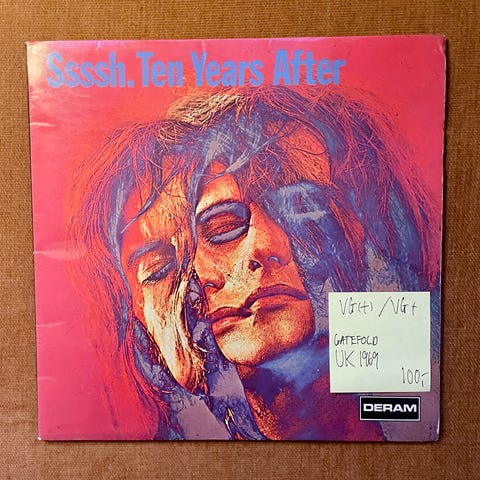 Ssssh. Ten Years After
VG(+) / VG+
GATEFOLD
UK 1969
100,-
DERAM